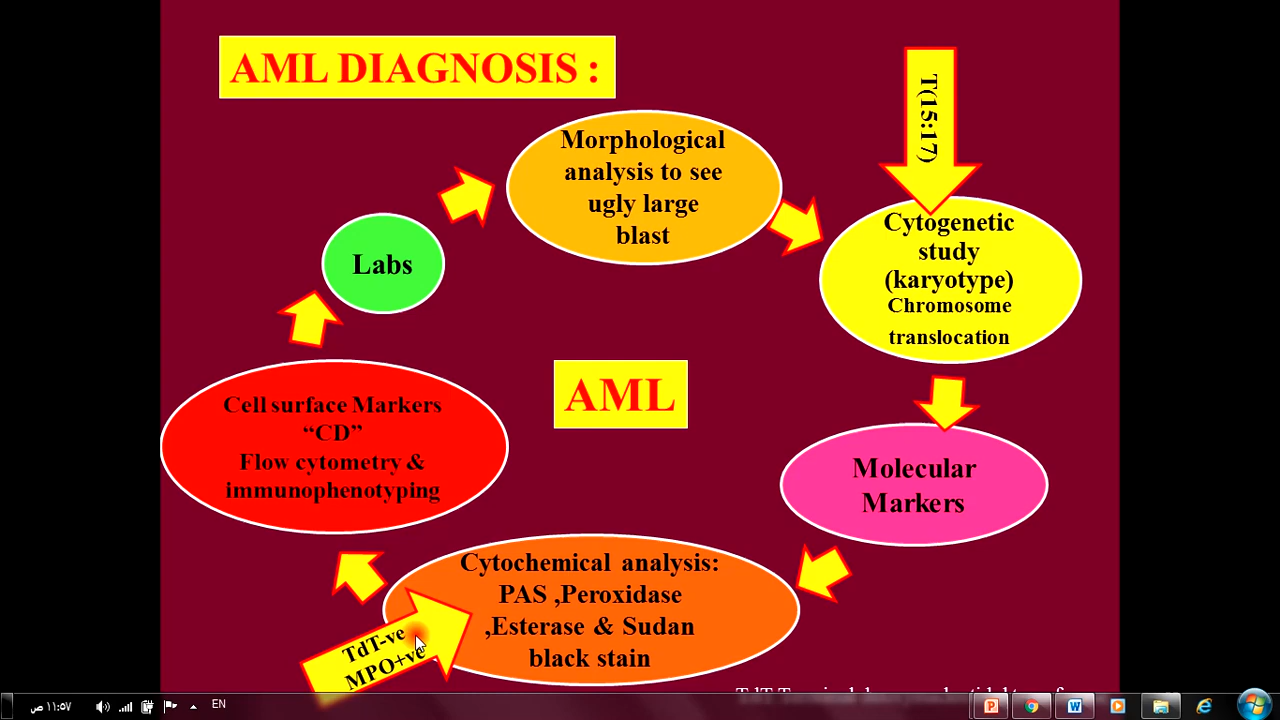 AML DIAGNOSIS :
T(15:17)
Morphological
analysis to see
ugly large
blast
Cytogenetic
study
(karyotype)
Chromosome
translocation
Labs
AML
Cell surface Markers
“CD”
Flow cytometry &
immunophenotyping
Molecular
Markers
Cytochemical analysis:
PAS ,Peroxidase
,Esterase & Sudan
black stain
TdT-ve
MPO+ve
EN
١١:٥٧ ص